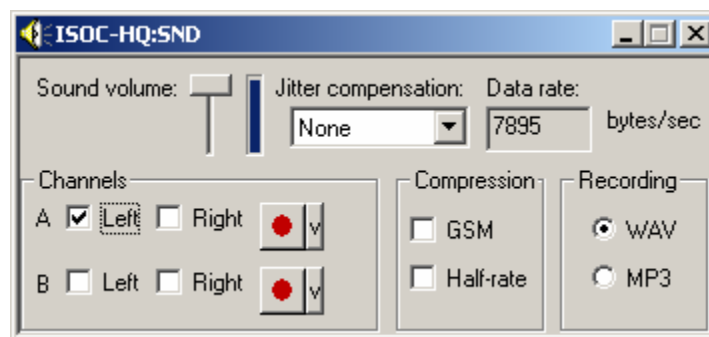 ISOC-HQ:SND
Sound volume: Jitter compensation: Data rate:
None 7895 bytes/sec
Channels Compression Recording
A Left Right v GSM WAV
B Left Right v Half-rate MP3